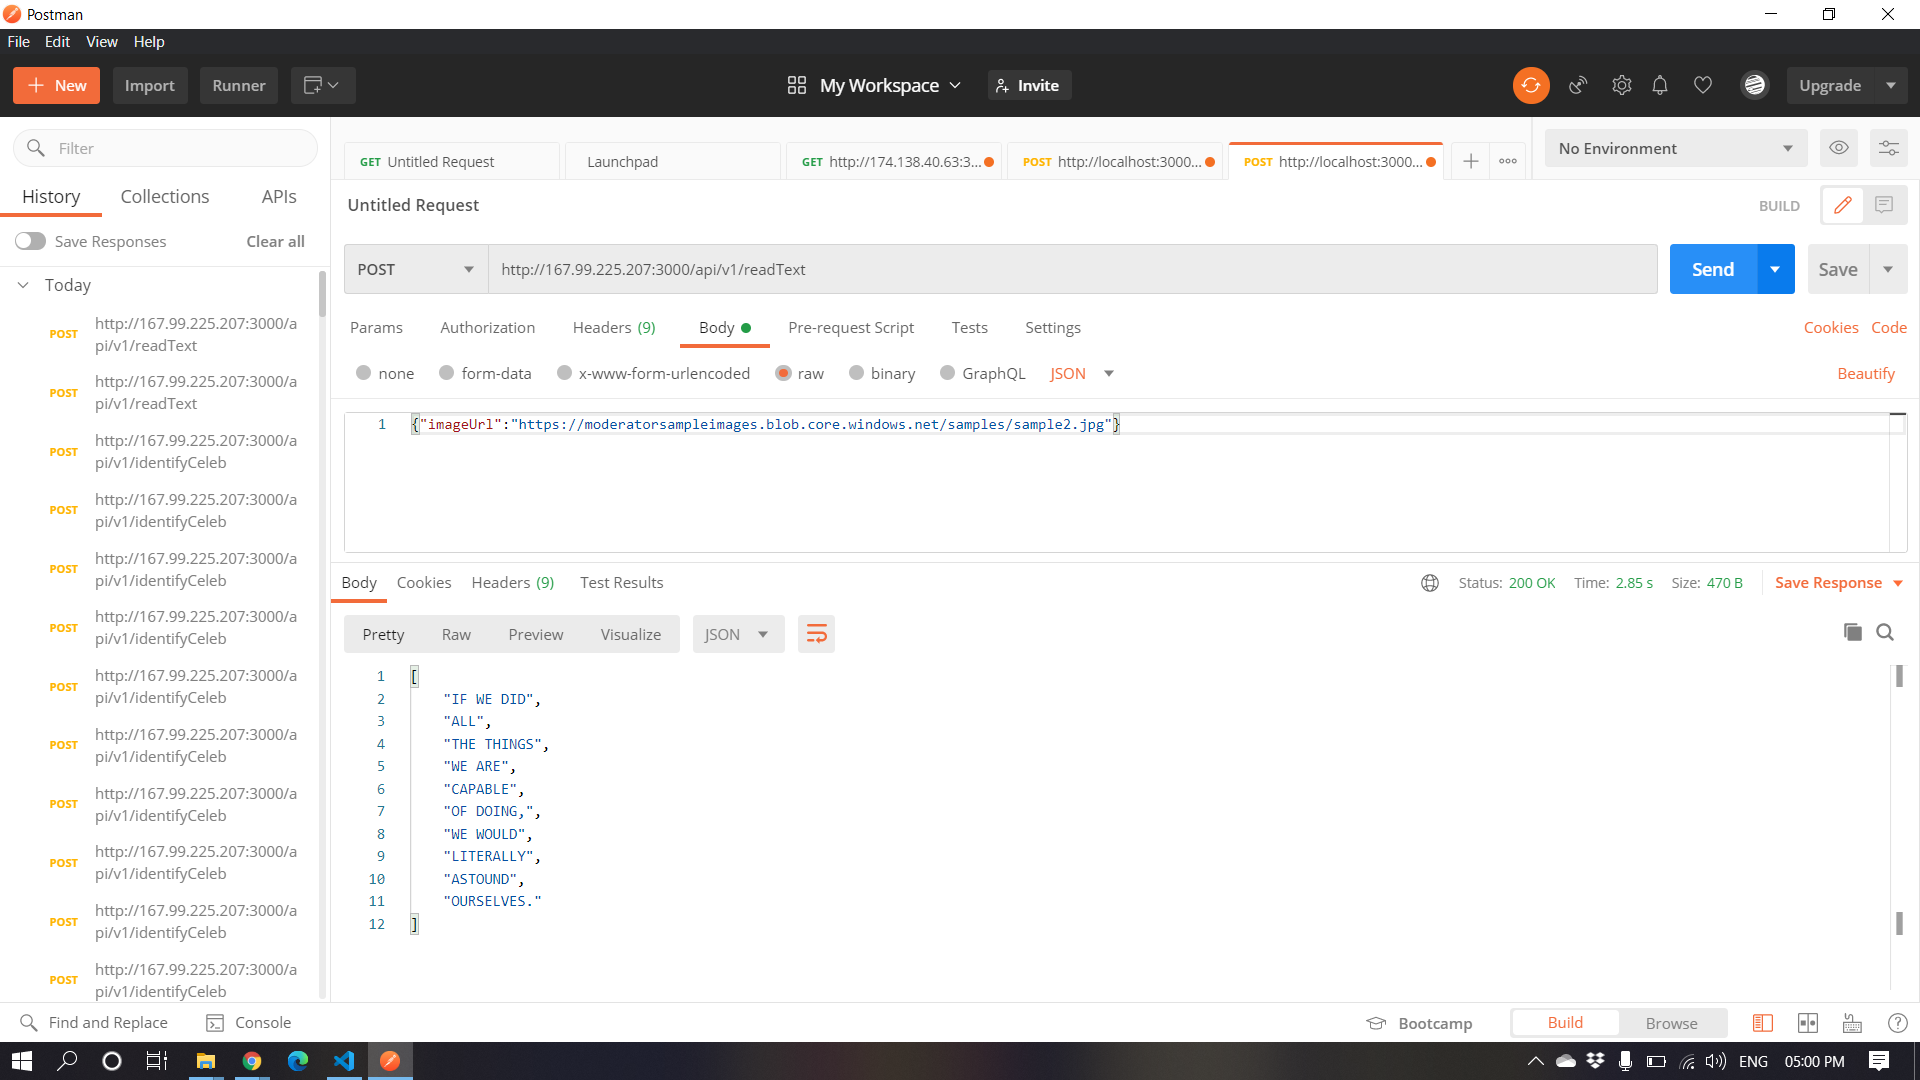 Postman
File Edit View Help
New Import Runner My Workspace Invite Upgrade
Filter
History Collections APIs
Save Responses Clear all
Today
POST http://167.99.225.207:3000/a
pi/v1/readText
POST http://167.99.225.207:3000/a
pi/v1/readText
POST http://167.99.225.207:3000/a
pi/v1/identifyCeleb
POST http://167.99.225.207:3000/a
pi/v1/identifyCeleb
POST http://167.99.225.207:3000/a
pi/v1/identifyCeleb
POST http://167.99.225.207:3000/a
pi/v1/identifyCeleb
POST http://167.99.225.207:3000/a
pi/v1/identifyCeleb
POST http://167.99.225.207:3000/a
pi/v1/identifyCeleb
POST http://167.99.225.207:3000/a
pi/v1/identifyCeleb
POST http://167.99.225.207:3000/a
pi/v1/identifyCeleb
POST http://167.99.225.207:3000/a
pi/v1/identifyCeleb
POST http://167.99.225.207:3000/a
pi/v1/identifyCeleb
GET Untitled Request Launchpad GET http://174.138.40.63:3... POST http://localhost:3000... POST http://localhost:3000... No Environment
Untitled Request BUILD
POST http://167.99.225.207:3000/api/v1/readText Send Save
Params Authorization Headers (9) Body Pre-request Script Tests Settings Cookies Code
none form-data x-www-form-urlencoded raw binary GraphQL JSON Beautify
1 {"imageUrl":"https://moderatorsampleimages.blob.core.windows.net/samples/sample2.jpg"}
Body Cookies Headers (9) Test Results Status: 200 OK Time: 2.85 s Size: 470 B Save Response
Pretty Raw Preview Visualize JSON
1 [
2 "IF WE DID",
3 "ALL",
4 "THE THINGS",
5 "WE ARE",
6 "CAPABLE",
7 "OF DOING,",
8 "WE WOULD",
9 "LITERALLY",
10 "ASTOUND",
11 "OURSELVES."
12 ]
Find and Replace Console Bootcamp Build Browse
ENG 05:00 PM